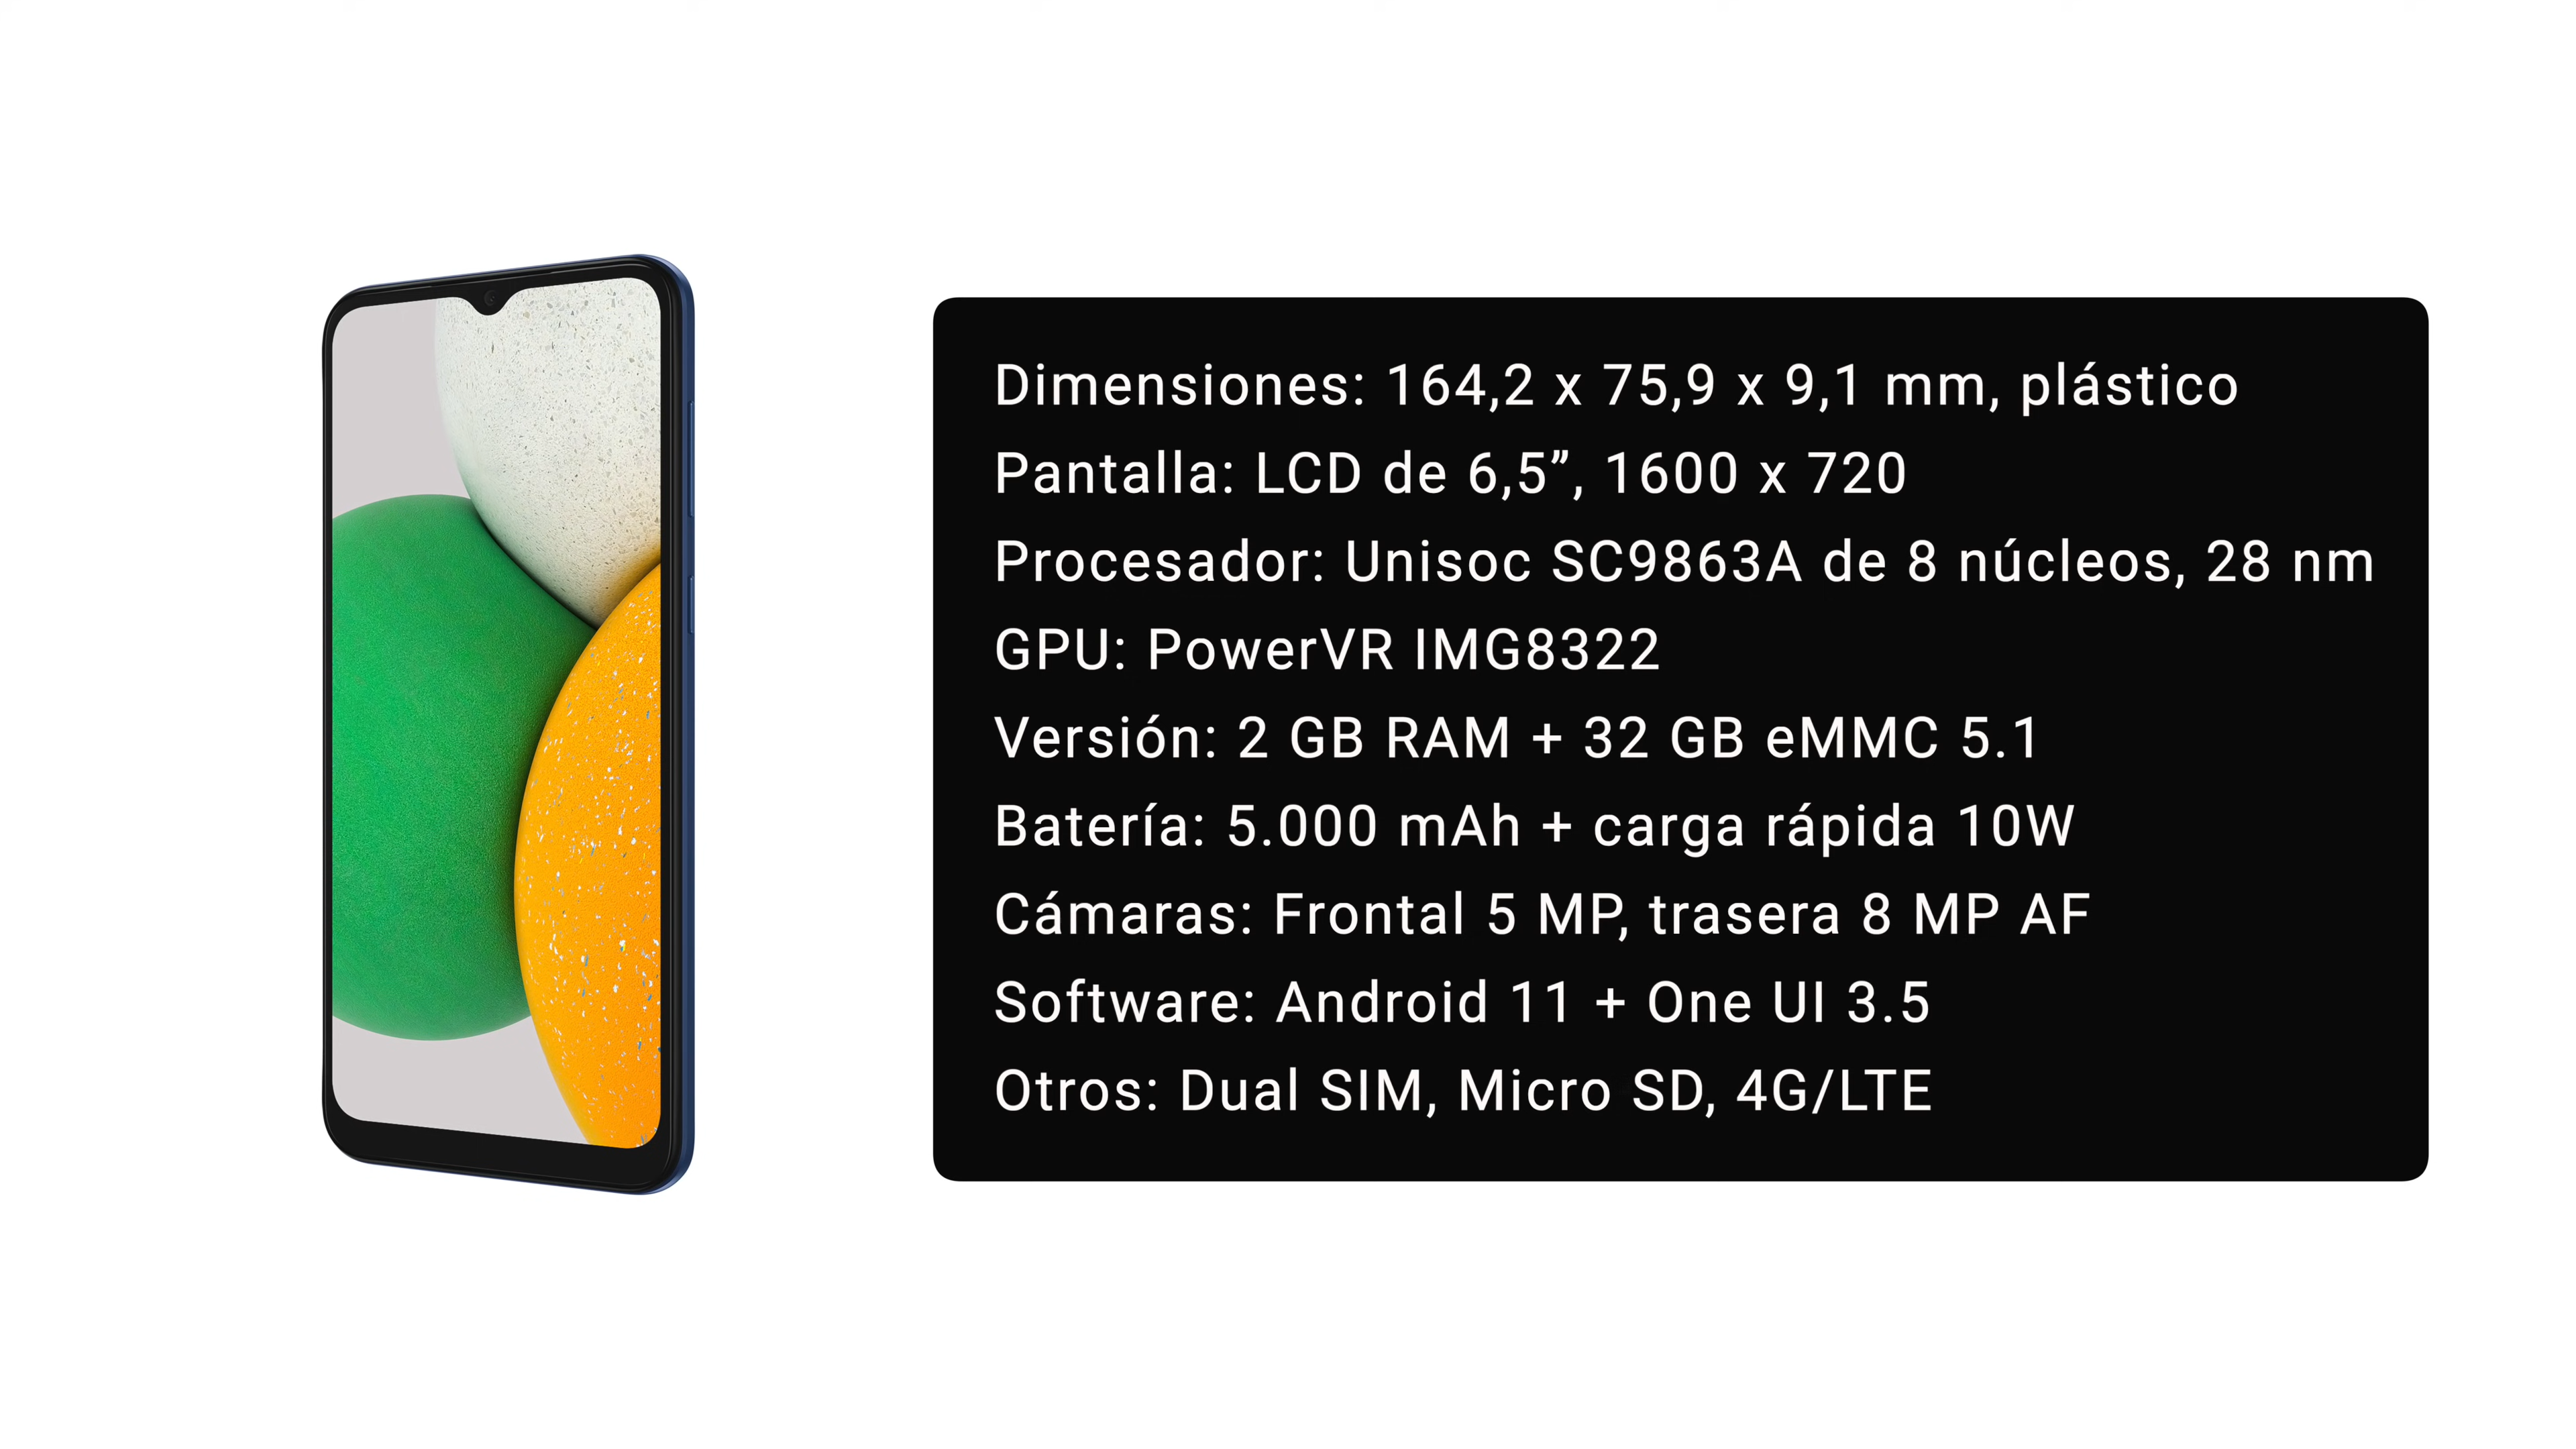 Dimensiones: 164,2 x 75,9 x 9,1 mm, plástico
Pantalla: LCD de 6,5”, 1600 x 720
Procesador: Unisoc SC9863A de 8 núcleos, 28 nm
GPU: PowerVR IMG8322
Versión: 2 GB RAM + 32 GB eMMC 5.1
Batería: 5.000 mAh + carga rápida 10W
Cámaras: Frontal 5 MP, trasera 8 MP AF
Software: Android 11 + One UI 3.5
Otros: Dual SIM, Micro SD, 4G/LTE